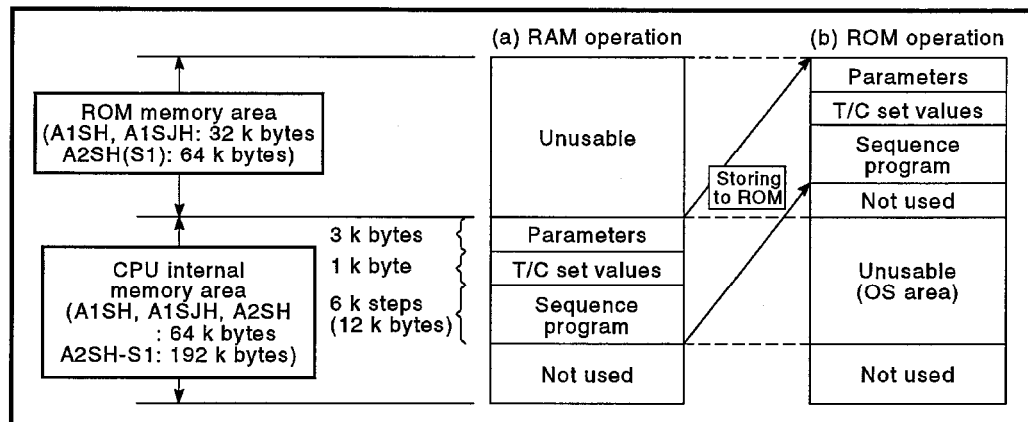 (a) RAM operation
(b) ROM operation
ROM memory area
(A1SH, A1SJH: 32 k bytes
A2SH(S1): 64 k bytes)
Unusable
Parameters
T/C set values
Sequence
program
Not used
Storing
to ROM
CPU internal
memory area
(A1SH, A1SJH, A2SH
: 64 k bytes
A2SH-S1: 192 k bytes)
3 k bytes
1 k byte
6 k steps
(12 k bytes)
Parameters
T/C set values
Sequence
program
Not used
Unusable
(OS area)
Not used